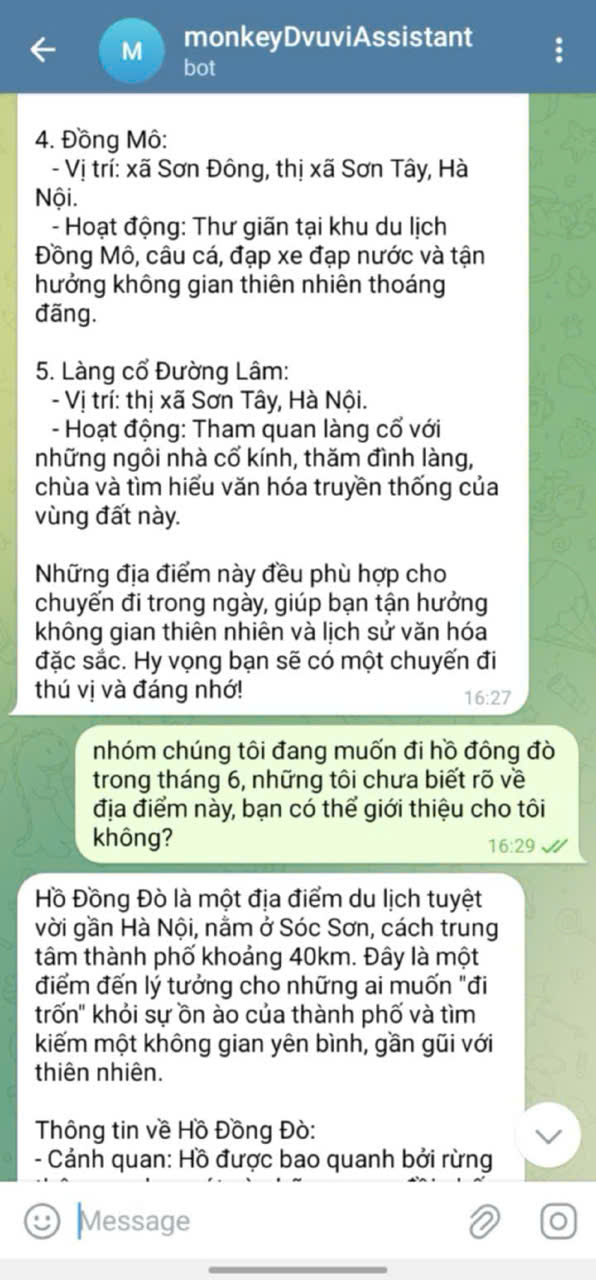 monkeyDvuviAssistant
M
bot
4. Đồng Mô:
- Vị trí: xã Sơn Đông, thị xã Sơn Tây, Hà
Nội.
- Hoạt động: Thư giãn tại khu du lịch
Đồng Mô, câu cá, đạp xe đạp nước và tận
hưởng không gian thiên nhiên thoáng
đãng.
5. Làng cổ Đường Lâm:
- Vị trí: thị xã Sơn Tây, Hà Nội.
- Hoạt động: Tham quan làng cổ với
những ngôi nhà cổ kính, thăm đình làng,
chùa và tìm hiểu văn hóa truyền thống của
vùng đất này.
Những địa điểm này đều phù hợp cho
chuyến đi trong ngày, giúp bạn tận hưởng
không gian thiên nhiên và lịch sử văn hóa
đặc sắc. Hy vọng bạn sẽ có một chuyến đi
thú vị và đáng nhớ!
16:27
nhóm chúng tôi đang muốn đi hồ đông đò
trong tháng 6, những tôi chưa biết rõ về
địa điểm này, bạn có thể giới thiệu cho tôi
không?
16:29
Hồ Đồng Đò là một địa điểm du lịch tuyệt
vời gần Hà Nội, nằm ở Sóc Sơn, cách trung
tâm thành phố khoảng 40km. Đây là một
điểm đến lý tưởng cho những ai muốn "đi
trốn" khỏi sự ồn ào của thành phố và tìm
kiếm một không gian yên bình, gần gũi với
thiên nhiên.
Thông tin về Hồ Đồng Đò:
- Cảnh quan: Hồ được bao quanh bởi rừng
Message